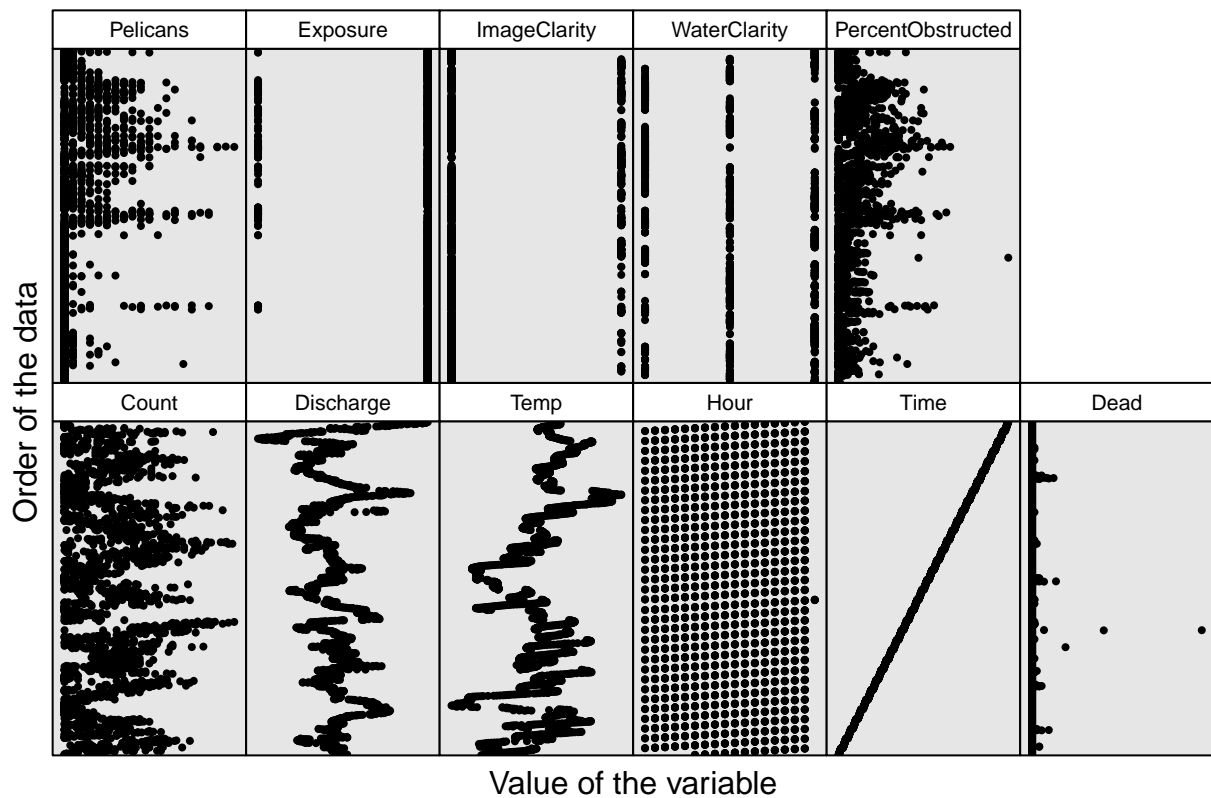 Pelicans Exposure ImageClarity WaterClarity PercentObstructed
Count Discharge Temp Hour Time Dead
Order of the data
Value of the variable